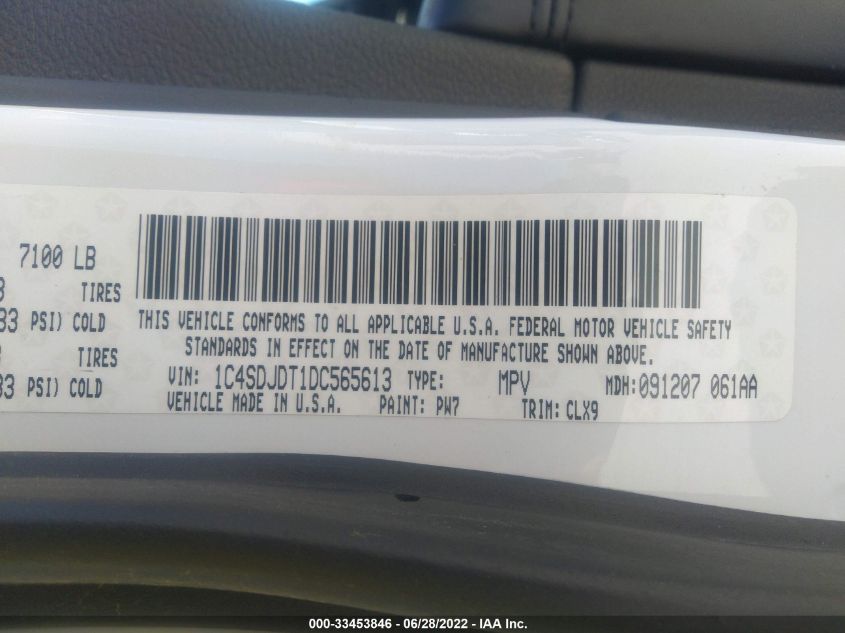 7100 LB
TIRES
PSI) COLD
THIS VEHICLE CONFORMS TO ALL APPLICABLE U.S.A. FEDERAL MOTOR VEHICLE SAFETY
STANDARDS IN EFFECT ON THE DATE OF MANUFACTURE SHOWN ABOVE.
TIRES
PSI) COLD
VIN: 1C4SDJDT1DC565613 TYPE: MPV MDH:091207 061AA
VEHICLE MADE IN U.S.A. PAINT: PW7 TRIM: CLX9
000-33453846 - 06/28/2022 - IAA Inc.